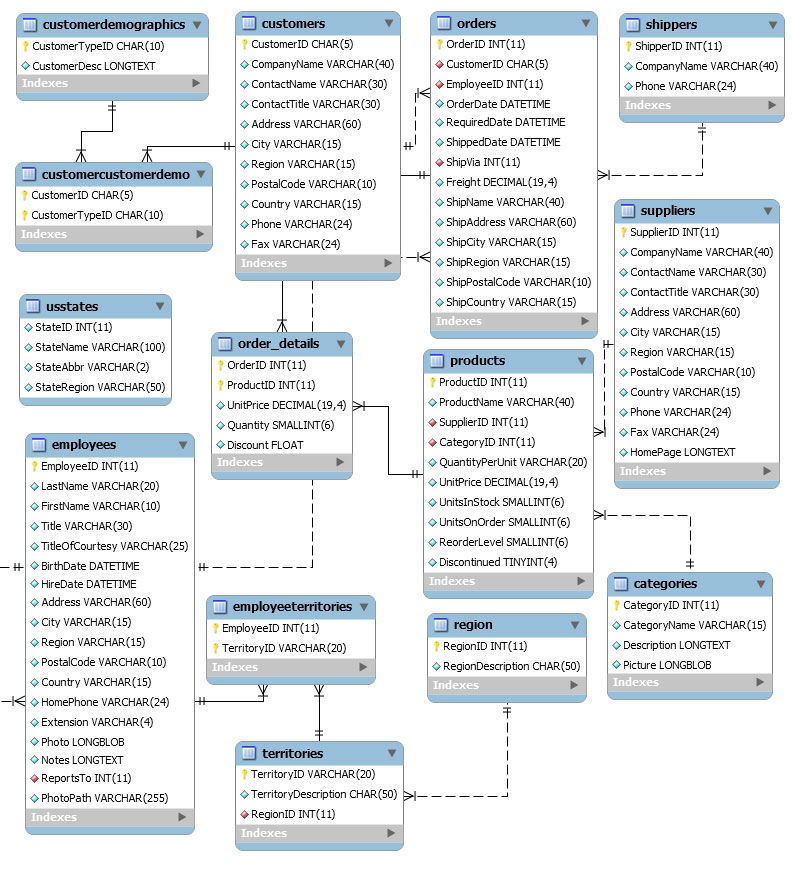 customerdemographics
CustomerTypeID CHAR(10)
CustomerDesc LONGTEXT
Indexes
customers
CustomerID CHAR(5)
CompanyName VARCHAR(40)
ContactName VARCHAR(30)
ContactTitle VARCHAR(30)
Address VARCHAR(60)
City VARCHAR(15)
Region VARCHAR(15)
PostalCode VARCHAR(10)
Country VARCHAR(15)
Phone VARCHAR(24)
Fax VARCHAR(24)
Indexes
orders
OrderID INT(11)
CustomerID CHAR(5)
EmployeeID INT(11)
OrderDate DATETIME
RequiredDate DATETIME
ShippedDate DATETIME
ShipVia INT(11)
Freight DECIMAL(19,4)
ShipName VARCHAR(40)
ShipAddress VARCHAR(60)
ShipCity VARCHAR(15)
ShipRegion VARCHAR(15)
ShipPostalCode VARCHAR(10)
ShipCountry VARCHAR(15)
Indexes
shippers
ShipperID INT(11)
CompanyName VARCHAR(40)
Phone VARCHAR(24)
Indexes
customercustomerdemo
CustomerID CHAR(5)
CustomerTypeID CHAR(10)
Indexes
suppliers
SupplierID INT(11)
CompanyName VARCHAR(40)
ContactName VARCHAR(30)
ContactTitle VARCHAR(30)
Address VARCHAR(60)
City VARCHAR(15)
Region VARCHAR(15)
PostalCode VARCHAR(10)
Country VARCHAR(15)
Phone VARCHAR(24)
Fax VARCHAR(24)
HomePage LONGTEXT
Indexes
usstates
StateID INT(11)
StateName VARCHAR(100)
StateAbbr VARCHAR(2)
StateRegion VARCHAR(50)
order_details
OrderID INT(11)
ProductID INT(11)
UnitPrice DECIMAL(19,4)
Quantity SMALLINT(6)
Discount FLOAT
Indexes
products
ProductID INT(11)
ProductName VARCHAR(40)
SupplierID INT(11)
CategoryID INT(11)
QuantityPerUnit VARCHAR(20)
UnitPrice DECIMAL(19,4)
UnitsInStock SMALLINT(6)
UnitsOnOrder SMALLINT(6)
ReorderLevel SMALLINT(6)
Discontinued TINYINT(4)
Indexes
employees
EmployeeID INT(11)
LastName VARCHAR(20)
FirstName VARCHAR(10)
Title VARCHAR(30)
TitleOfCourtesy VARCHAR(25)
BirthDate DATETIME
HireDate DATETIME
Address VARCHAR(60)
City VARCHAR(15)
Region VARCHAR(15)
PostalCode VARCHAR(10)
Country VARCHAR(15)
HomePhone VARCHAR(24)
Extension VARCHAR(4)
Photo LONGBLOB
Notes LONGTEXT
ReportsTo INT(11)
PhotoPath VARCHAR(255)
Indexes
employeeterritories
EmployeeID INT(11)
TerritoryID VARCHAR(20)
Indexes
region
RegionID INT(11)
RegionDescription CHAR(50)
Indexes
categories
CategoryID INT(11)
CategoryName VARCHAR(15)
Description LONGTEXT
Picture LONGBLOB
Indexes
territories
TerritoryID VARCHAR(20)
TerritoryDescription CHAR(50)
RegionID INT(11)
Indexes